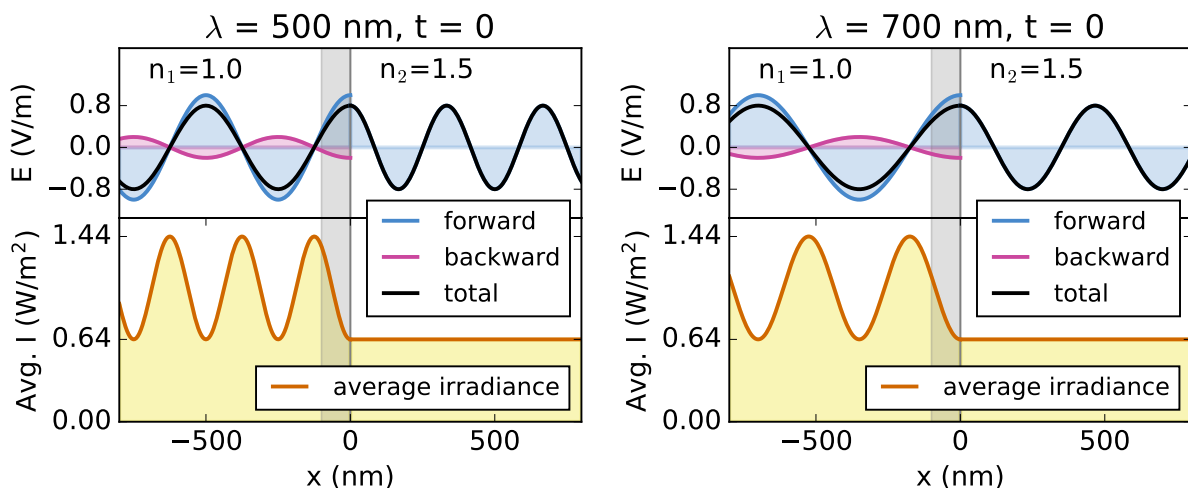 λ = 500 nm, t = 0
n₁=1.0
n₂=1.5
E (V/m)
0.8
0.0
−0.8
forward
backward
total
Avg. I (W/m²)
1.44
0.64
0.00
average irradiance
−500
0
500
x (nm)
λ = 700 nm, t = 0
n₁=1.0
n₂=1.5
E (V/m)
0.8
0.0
−0.8
forward
backward
total
Avg. I (W/m²)
1.44
0.64
0.00
average irradiance
−500
0
500
x (nm)